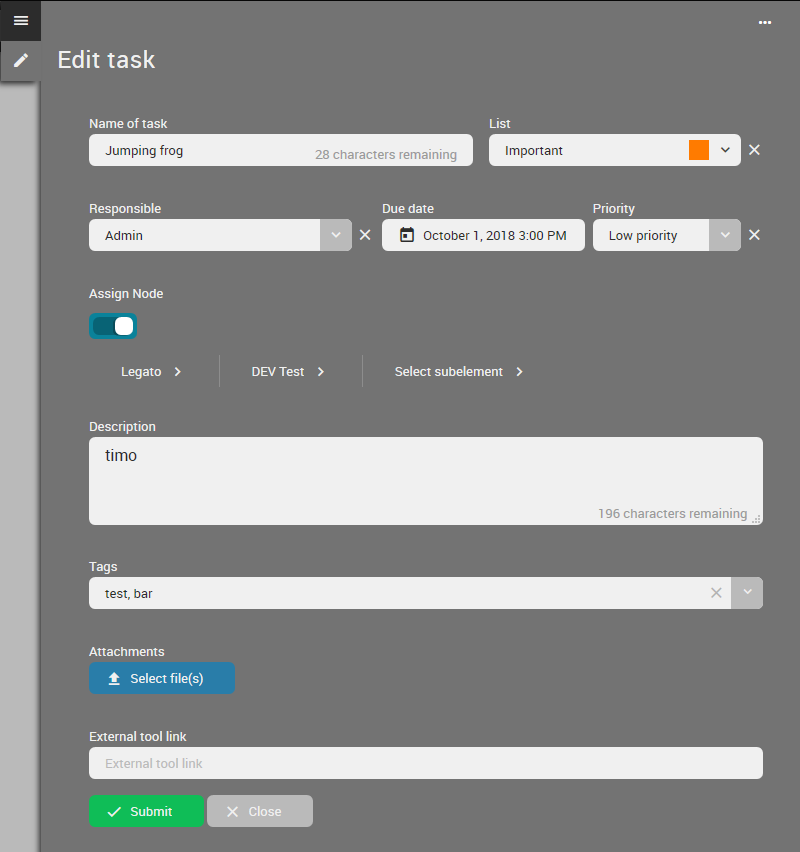 Edit task
Name of task
List
Jumping frog
28 characters remaining
Important
Responsible
Due date
Priority
Admin
October 1, 2018 3:00 PM
Low priority
Assign Node
Legato
DEV Test
Select subelement
Description
timo
196 characters remaining
Tags
test, bar
Attachments
Select file(s)
External tool link
External tool link
Submit
Close